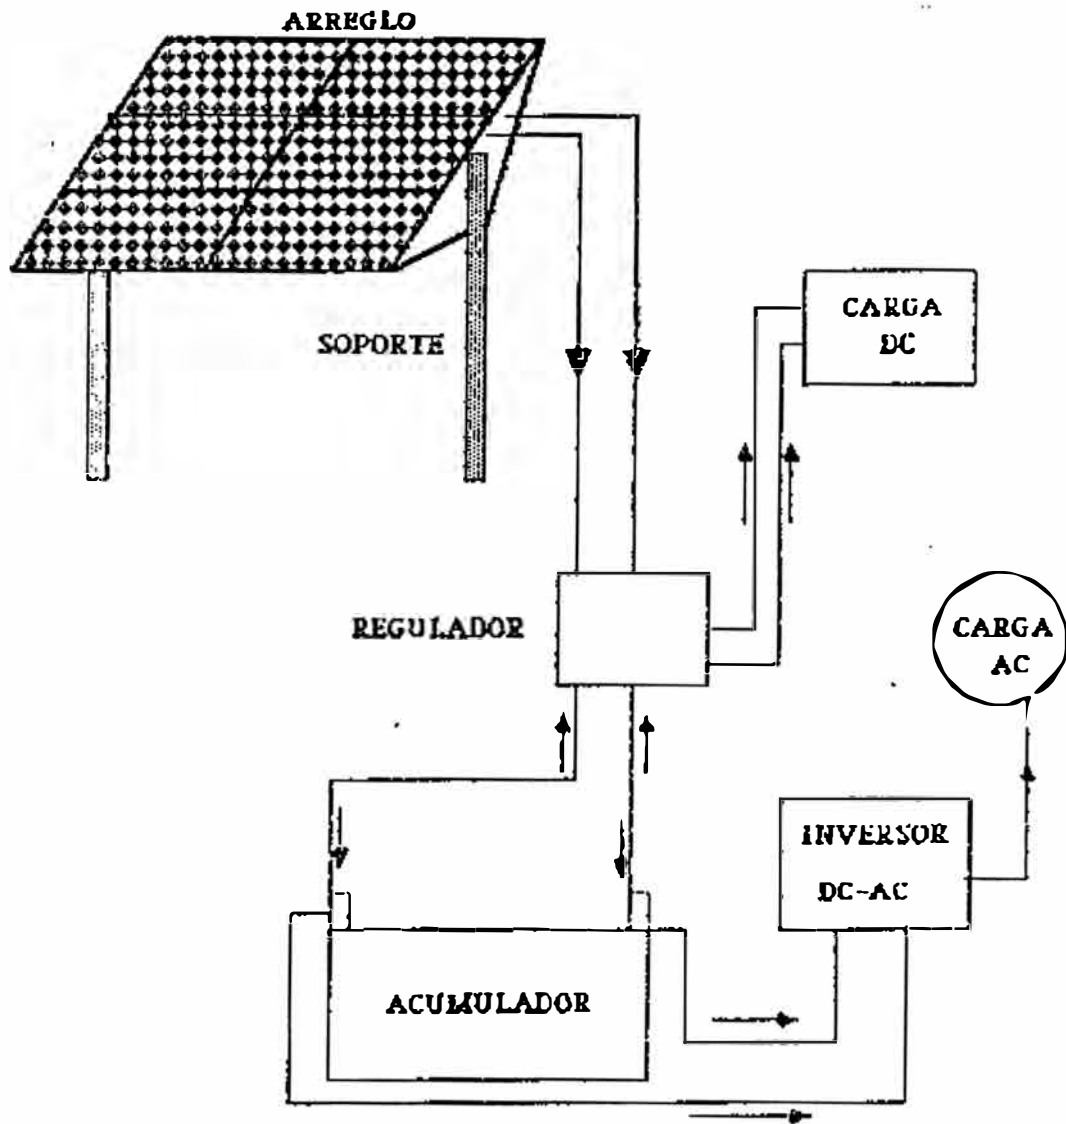 ARREGLO
SOPORTE
CARGA
DC
REGULADOR
CARGA
AC
INVERSOR
DC-AC
ACUMULADOR